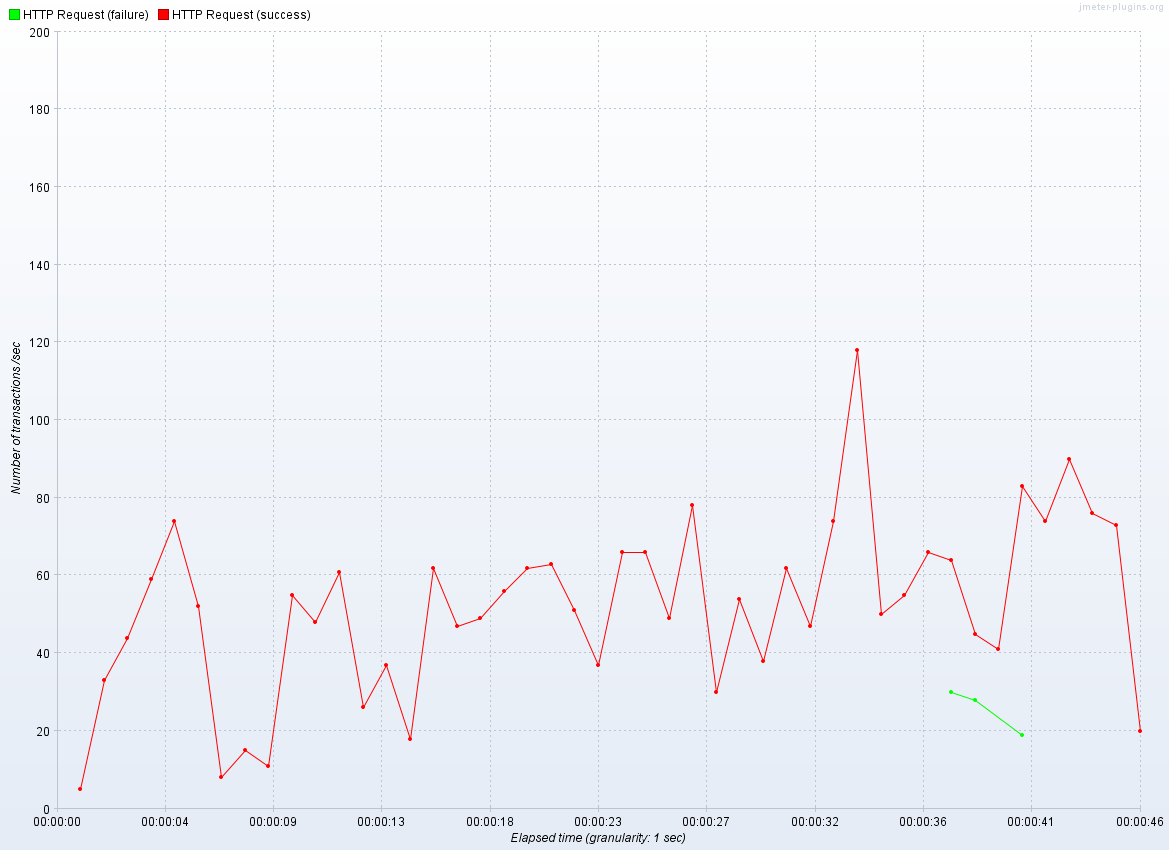 HTTP Request (failure) HTTP Request (success)
jmeter-plugins.org
200
180
160
140
120
100
80
60
40
20
0
Number of transactions /sec
00:00:00 00:00:04 00:00:09 00:00:13 00:00:18 00:00:23 00:00:27 00:00:32 00:00:36 00:00:41 00:00:46
Elapsed time (granularity: 1 sec)